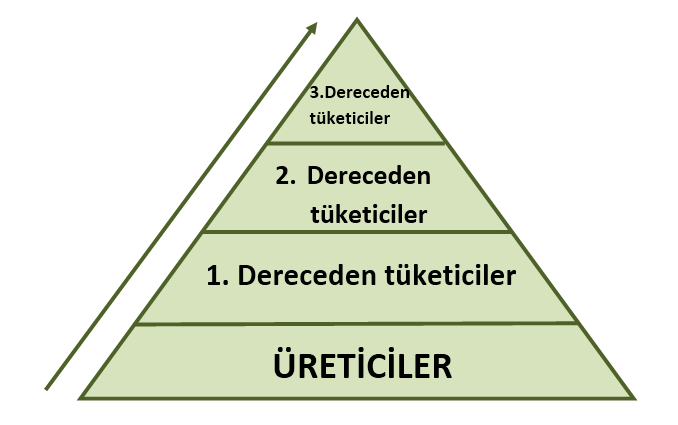 3.Dereceden
tüketiciler
2. Dereceden
tüketiciler
1. Dereceden tüketiciler
ÜRETİCİLER